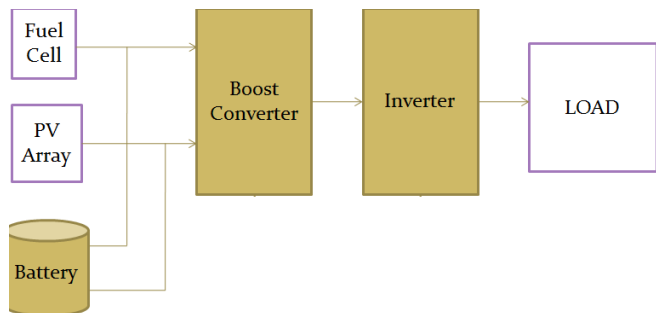 Fuel
Cell
Boost
Converter
Inverter
LOAD
PV
Array
Battery